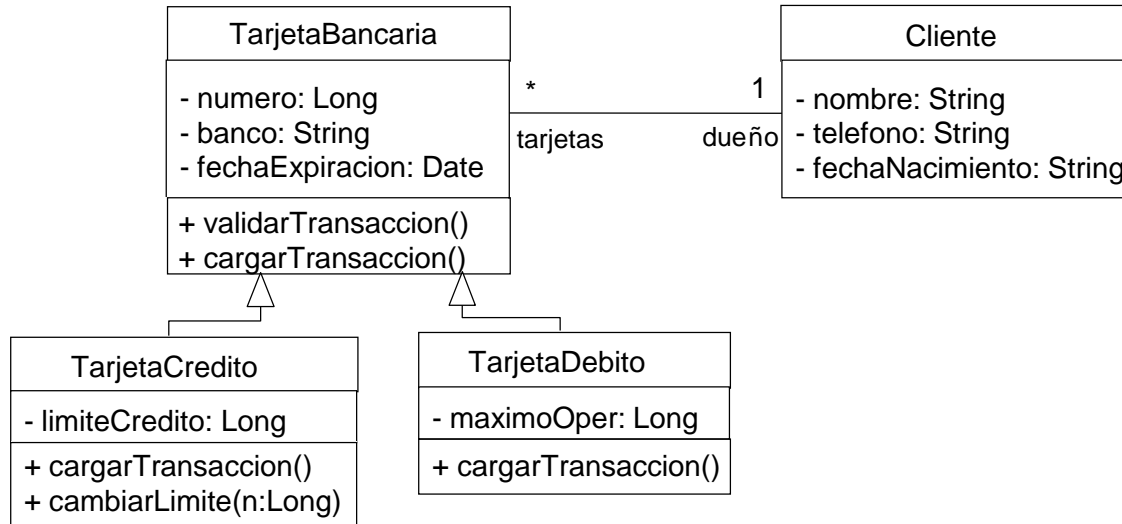 TarjetaBancaria
- numero: Long
- banco: String
- fechaExpiracion: Date
+ validarTransaccion()
+ cargarTransaccion()
* 1
tarjetas dueño
Cliente
- nombre: String
- telefono: String
- fechaNacimiento: String
TarjetaCredito
- limiteCredito: Long
+ cargarTransaccion()
+ cambiarLimite(n:Long)
TarjetaDebito
- maximoOper: Long
+ cargarTransaccion()